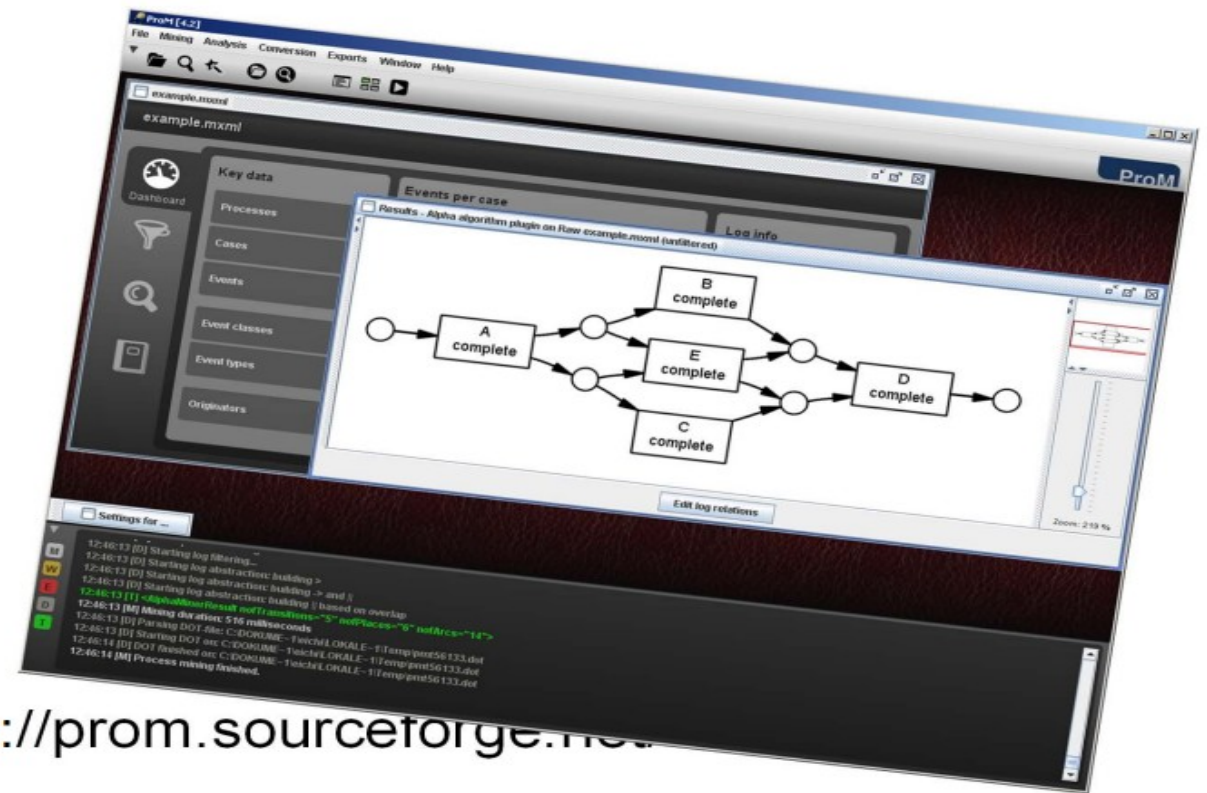 ProM [4.2]
File Mining Analysis Conversion Exports Window Help
example.mxml
example.mxml
ProM
Dashboard
Key data
Events per case
Log info
Processes
Cases
Events
Event classes
Event types
Originators
Results - Alpha algorithm plugin on Raw example.mxml (unfiltered)
A
complete
B
complete
E
complete
C
complete
D
complete
Edit log relations
Zoom: 219 %
Settings for ...
M
W
E
D
T
12:46:13 [D] Starting log filtering...
12:46:13 [D] Starting log abstraction: building >
12:46:13 [D] Starting log abstraction: building -> and ||
12:46:13 [D] Starting log abstraction: building || based on overlap
12:46:13 [T] <AlphaMinerResult nofTransitions="5" nofPlaces="6" nofArcs="14">
12:46:13 [M] Mining duration: 516 milliseconds
12:46:13 [D] Parsing DOT-file: C:\DOKUME~1\eichi\LOKALE~1\Temp\pmt56133.dot
12:46:13 [D] Starting DOT on: C:\DOKUME~1\eichi\LOKALE~1\Temp\pmt56133.dot
12:46:14 [D] DOT finished on: C:\DOKUME~1\eichi\LOKALE~1\Temp\pmt56133.dot
12:46:14 [M] Process mining finished.
://prom.sourceforge.net/